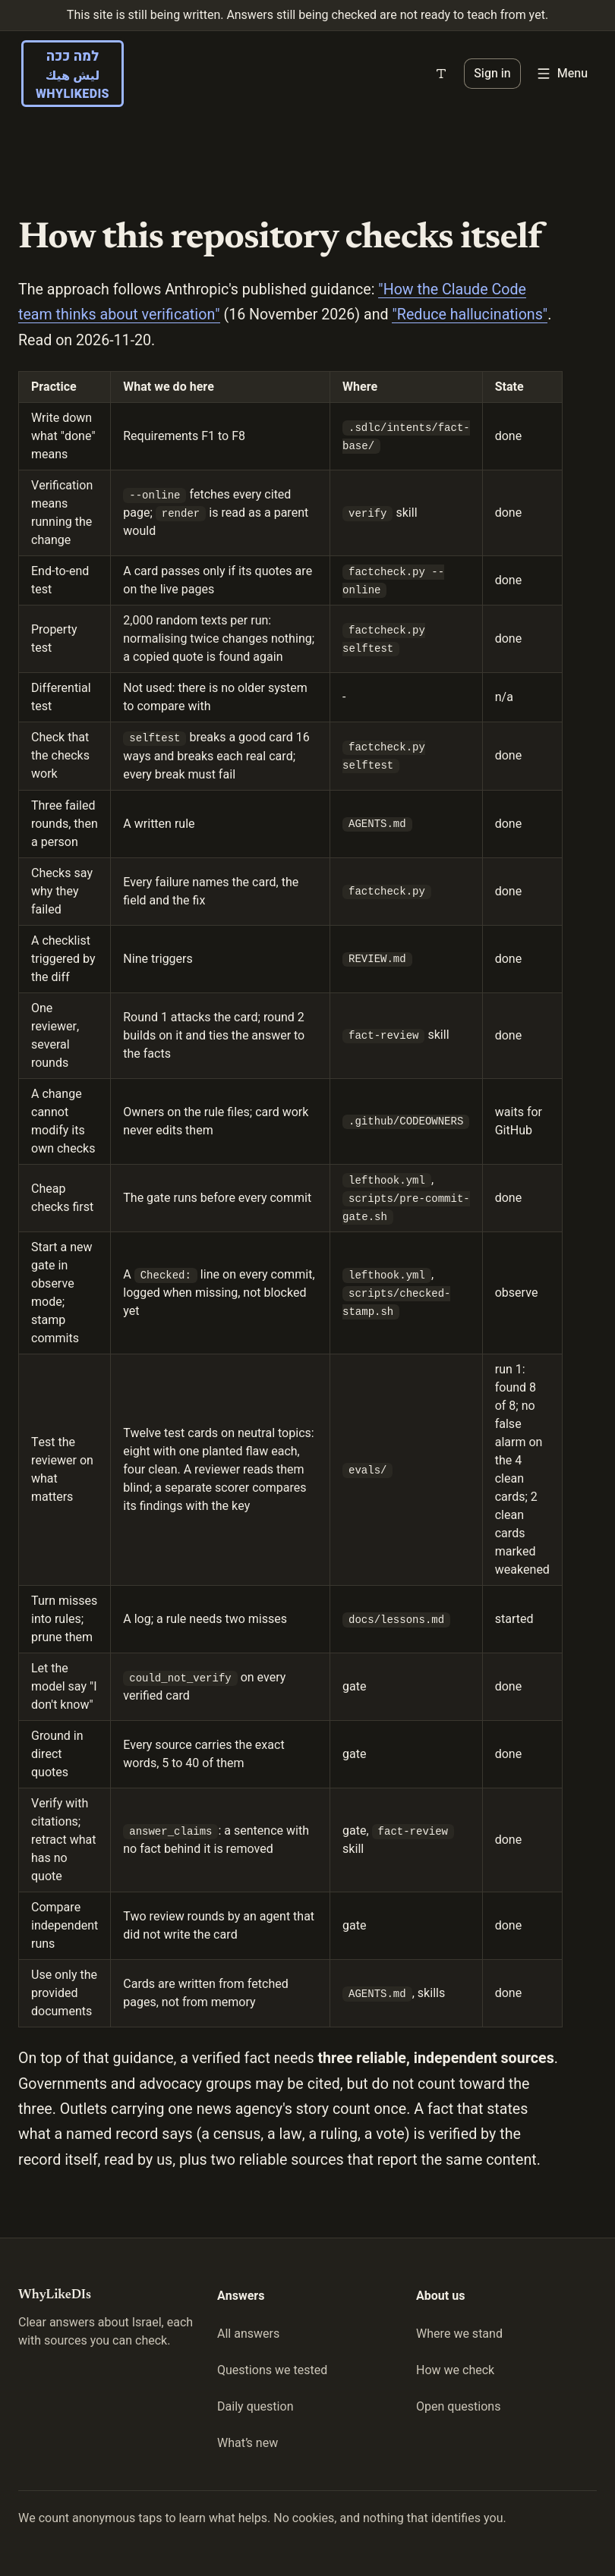 This site is still being written. Answers still being checked are not ready to teach from yet.
למה ככה
ليش هيك
WHYLIKEDIS
T
Sign in
Menu
How this repository checks itself
The approach follows Anthropic's published guidance: "How the Claude Code
team thinks about verification" (16 November 2026) and "Reduce hallucinations".
Read on 2026-11-20.
Practice
What we do here
Where
State
Write down
what "done"
means
Requirements F1 to F8
.sdlc/intents/fact-
base/
done
Verification
means
running the
change
--online fetches every cited
page; render is read as a parent
would
verify skill
done
End-to-end
test
A card passes only if its quotes are
on the live pages
factcheck.py --
online
done
Property
test
2,000 random texts per run:
normalising twice changes nothing;
a copied quote is found again
factcheck.py
selftest
done
Differential
test
Not used: there is no older system
to compare with
-
n/a
Check that
the checks
work
selftest breaks a good card 16
ways and breaks each real card;
every break must fail
factcheck.py
selftest
done
Three failed
rounds, then
a person
A written rule
AGENTS.md
done
Checks say
why they
failed
Every failure names the card, the
field and the fix
factcheck.py
done
A checklist
triggered by
the diff
Nine triggers
REVIEW.md
done
One
reviewer,
several
rounds
Round 1 attacks the card; round 2
builds on it and ties the answer to
the facts
fact-review skill
done
A change
cannot
modify its
own checks
Owners on the rule files; card work
never edits them
.github/CODEOWNERS
waits for
GitHub
Cheap
checks first
The gate runs before every commit
lefthook.yml,
scripts/pre-commit-
gate.sh
done
Start a new
gate in
observe
mode;
stamp
commits
A Checked: line on every commit,
logged when missing, not blocked
yet
lefthook.yml,
scripts/checked-
stamp.sh
observe
Test the
reviewer on
what
matters
Twelve test cards on neutral topics:
eight with one planted flaw each,
four clean. A reviewer reads them
blind; a separate scorer compares
its findings with the key
evals/
run 1:
found 8
of 8; no
false
alarm on
the 4
clean
cards; 2
clean
cards
marked
weakened
Turn misses
into rules;
prune them
A log; a rule needs two misses
docs/lessons.md
started
Let the
model say "I
don't know"
could_not_verify on every
verified card
gate
done
Ground in
direct
quotes
Every source carries the exact
words, 5 to 40 of them
gate
done
Verify with
citations;
retract what
has no
quote
answer_claims: a sentence with
no fact behind it is removed
gate, fact-review
skill
done
Compare
independent
runs
Two review rounds by an agent that
did not write the card
gate
done
Use only the
provided
documents
Cards are written from fetched
pages, not from memory
AGENTS.md, skills
done
On top of that guidance, a verified fact needs three reliable, independent sources.
Governments and advocacy groups may be cited, but do not count toward the
three. Outlets carrying one news agency's story count once. A fact that states
what a named record says (a census, a law, a ruling, a vote) is verified by the
record itself, read by us, plus two reliable sources that report the same content.
WhyLikeDIs
Clear answers about Israel, each
with sources you can check.
Answers
All answers
Questions we tested
Daily question
What's new
About us
Where we stand
How we check
Open questions
We count anonymous taps to learn what helps. No cookies, and nothing that identifies you.